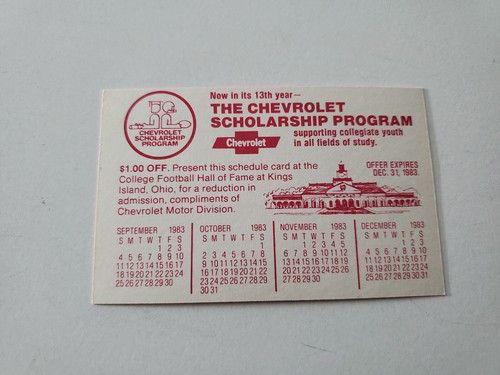 Now in its 13th year—
THE CHEVROLET
SCHOLARSHIP PROGRAM
CHEVROLET
SCHOLARSHIP
PROGRAM
Chevrolet
supporting collegiate youth
in all fields of study.
$1.00 OFF. Present this schedule card at the
College Football Hall of Fame at Kings
Island, Ohio, for a reduction in
admission, compliments of
Chevrolet Motor Division.
OFFER EXPIRES
DEC. 31, 1983.
SEPTEMBER 1983
S M T W T F S
1 2 3
4 5 6 7 8 9 10
11 12 13 14 15 16 17
18 19 20 21 22 23 24
25 26 27 28 29 30
OCTOBER 1983
S M T W T F S
1
2 3 4 5 6 7 8
9 10 11 12 13 14 15
16 17 18 19 20 21 22
23 24 25 26 27 28 29
30 31
NOVEMBER 1983
S M T W T F S
1 2 3 4 5
6 7 8 9 10 11 12
13 14 15 16 17 18 19
20 21 22 23 24 25 26
27 28 29 30
DECEMBER 1983
S M T W T F S
1 2 3
4 5 6 7 8 9 10
11 12 13 14 15 16 17
18 19 20 21 22 23 24
25 26 27 28 29 30 31